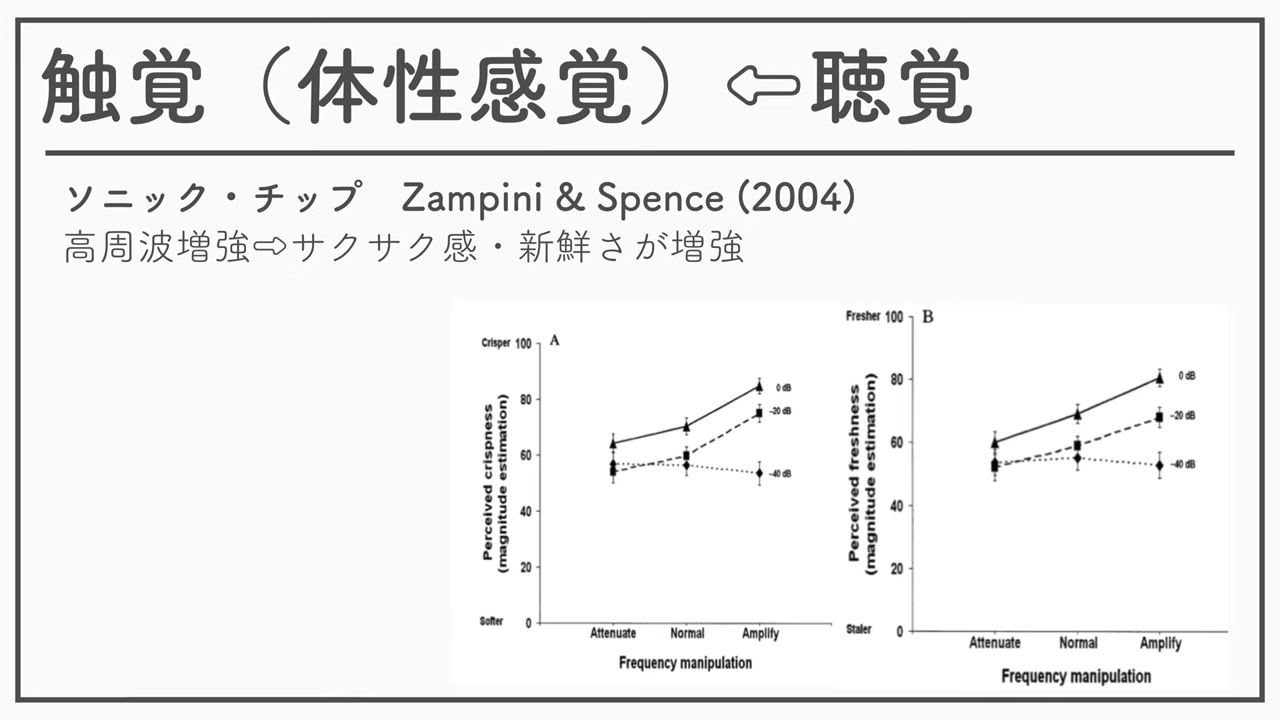 触覚（体性感覚）⇦聴覚
ソニック・チップ　Zampini & Spence (2004)
高周波増強⇨サクサク感・新鮮さが増強
A
Crisper 100
80
60
40
20
Softer 0
Perceived crispness
(magnitude estimation)
0 dB
-20 dB
-40 dB
Attenuate Normal Amplify
Frequency manipulation
B
Fresher 100
80
60
40
20
Staler 0
Perceived freshness
(magnitude estimation)
0 dB
-20 dB
-40 dB
Attenuate Normal Amplify
Frequency manipulation